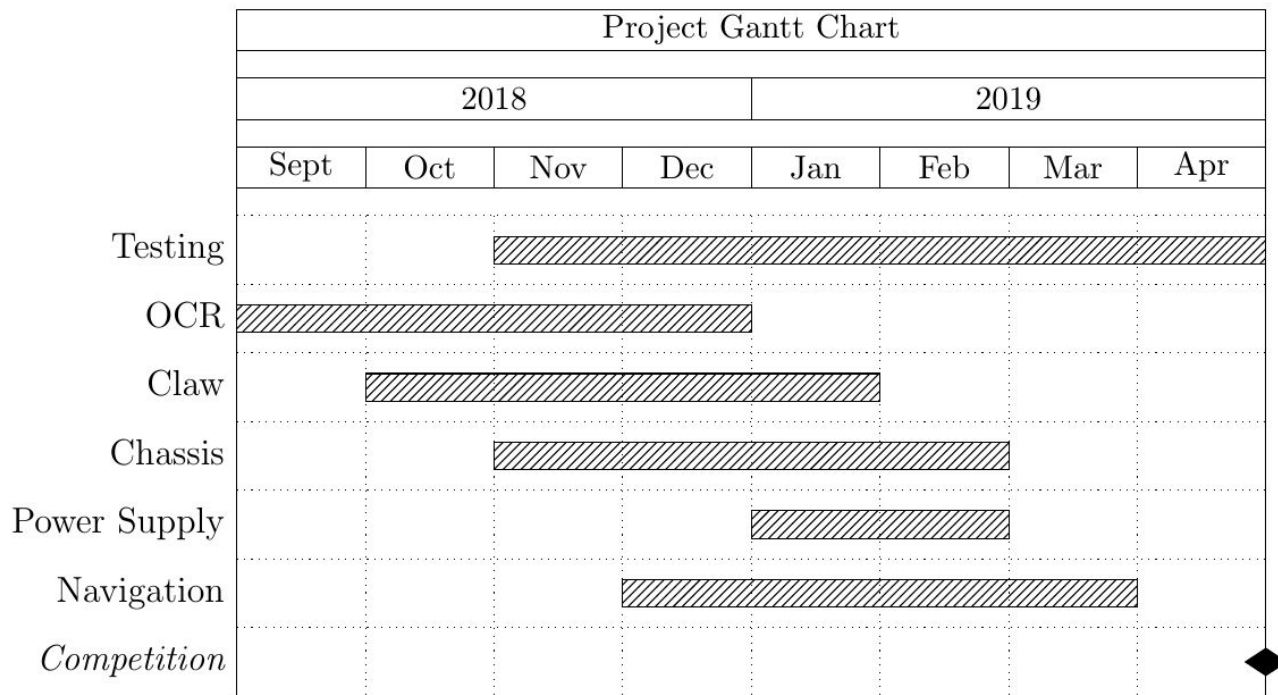 Project Gantt Chart
2018 2019
Sept Oct Nov Dec Jan Feb Mar Apr
Testing
OCR
Claw
Chassis
Power Supply
Navigation
Competition